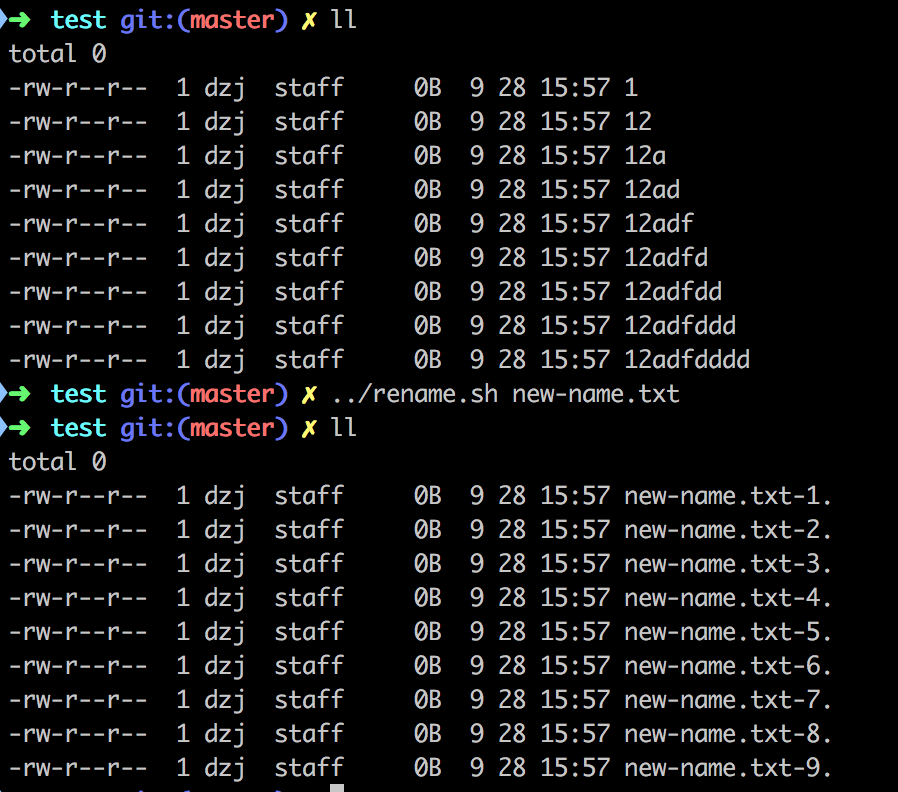 ➜ test git:(master) ✗ ll
total 0
-rw-r--r-- 1 dzj staff 0B 9 28 15:57 1
-rw-r--r-- 1 dzj staff 0B 9 28 15:57 12
-rw-r--r-- 1 dzj staff 0B 9 28 15:57 12a
-rw-r--r-- 1 dzj staff 0B 9 28 15:57 12ad
-rw-r--r-- 1 dzj staff 0B 9 28 15:57 12adf
-rw-r--r-- 1 dzj staff 0B 9 28 15:57 12adfd
-rw-r--r-- 1 dzj staff 0B 9 28 15:57 12adfdd
-rw-r--r-- 1 dzj staff 0B 9 28 15:57 12adfddd
-rw-r--r-- 1 dzj staff 0B 9 28 15:57 12adfdddd
➜ test git:(master) ✗ ../rename.sh new-name.txt
➜ test git:(master) ✗ ll
total 0
-rw-r--r-- 1 dzj staff 0B 9 28 15:57 new-name.txt-1.
-rw-r--r-- 1 dzj staff 0B 9 28 15:57 new-name.txt-2.
-rw-r--r-- 1 dzj staff 0B 9 28 15:57 new-name.txt-3.
-rw-r--r-- 1 dzj staff 0B 9 28 15:57 new-name.txt-4.
-rw-r--r-- 1 dzj staff 0B 9 28 15:57 new-name.txt-5.
-rw-r--r-- 1 dzj staff 0B 9 28 15:57 new-name.txt-6.
-rw-r--r-- 1 dzj staff 0B 9 28 15:57 new-name.txt-7.
-rw-r--r-- 1 dzj staff 0B 9 28 15:57 new-name.txt-8.
-rw-r--r-- 1 dzj staff 0B 9 28 15:57 new-name.txt-9.